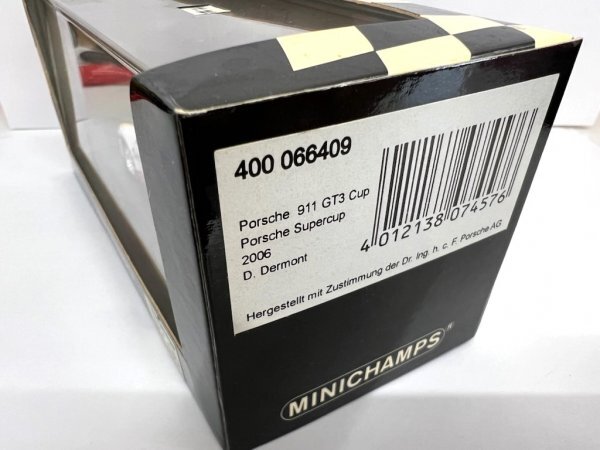 400 066409
Porsche 911 GT3 Cup
Porsche Supercup
2006
D. Dermont
4 012138 074576
Hergestellt mit Zustimmung der Dr. Ing. h. c. F. Porsche AG
MINICHAMPS®